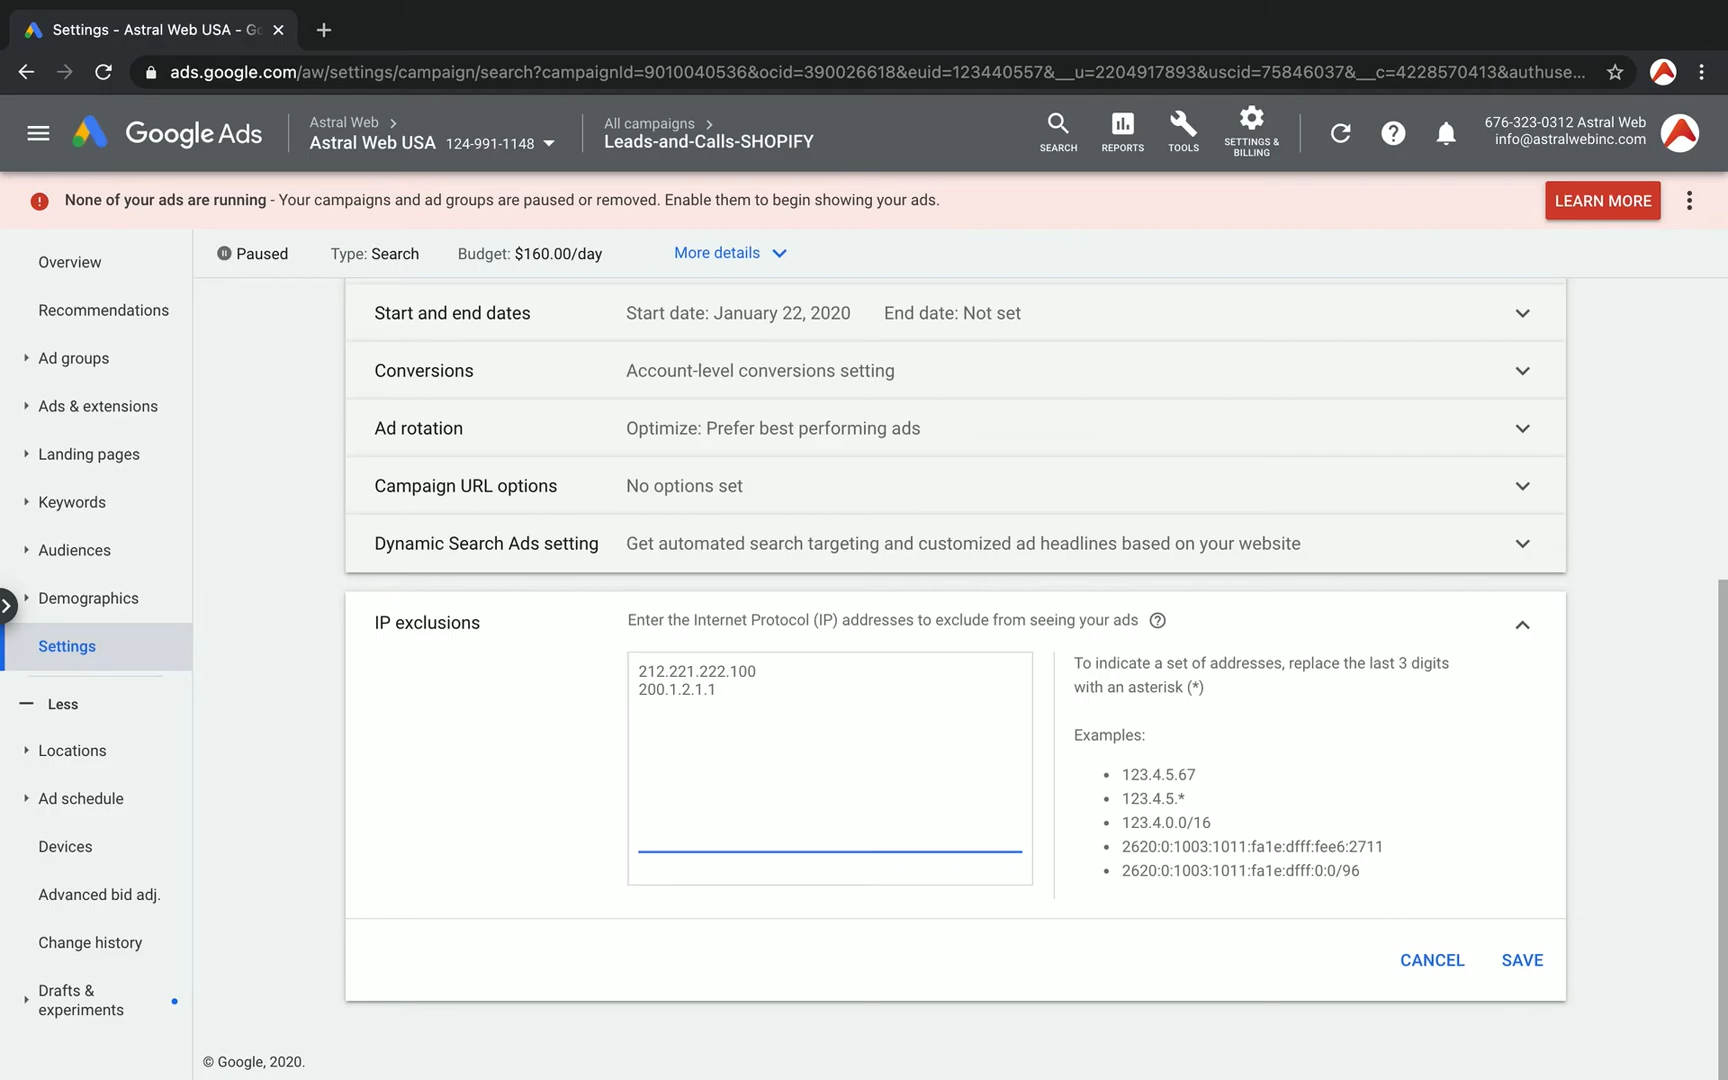 Settings - Astral Web USA - Go
ads.google.com/aw/settings/campaign/search?campaignId=9010040536&ocid=390026618&euid=123440557&__u=2204917893&uscid=75846037&__c=4228570413&authuse...
Google Ads
Astral Web
Astral Web USA 124-991-1148
All campaigns
Leads-and-Calls-SHOPIFY
SEARCH
REPORTS
TOOLS
SETTINGS &
BILLING
676-323-0312 Astral Web
info@astralwebinc.com
None of your ads are running - Your campaigns and ad groups are paused or removed. Enable them to begin showing your ads.
LEARN MORE
Paused
Type: Search
Budget: $160.00/day
More details
Overview
Recommendations
Ad groups
Ads & extensions
Landing pages
Keywords
Audiences
Demographics
Settings
Less
Locations
Ad schedule
Devices
Advanced bid adj.
Change history
Drafts &
experiments
Start and end dates
Start date: January 22, 2020 End date: Not set
Conversions
Account-level conversions setting
Ad rotation
Optimize: Prefer best performing ads
Campaign URL options
No options set
Dynamic Search Ads setting
Get automated search targeting and customized ad headlines based on your website
IP exclusions
Enter the Internet Protocol (IP) addresses to exclude from seeing your ads
212.221.222.100
200.1.2.1.1
To indicate a set of addresses, replace the last 3 digits
with an asterisk (*)
Examples:
123.4.5.67
123.4.5.*
123.4.0.0/16
2620:0:1003:1011:fa1e:dfff:fee6:2711
2620:0:1003:1011:fa1e:dfff:0:0/96
CANCEL
SAVE
© Google, 2020.